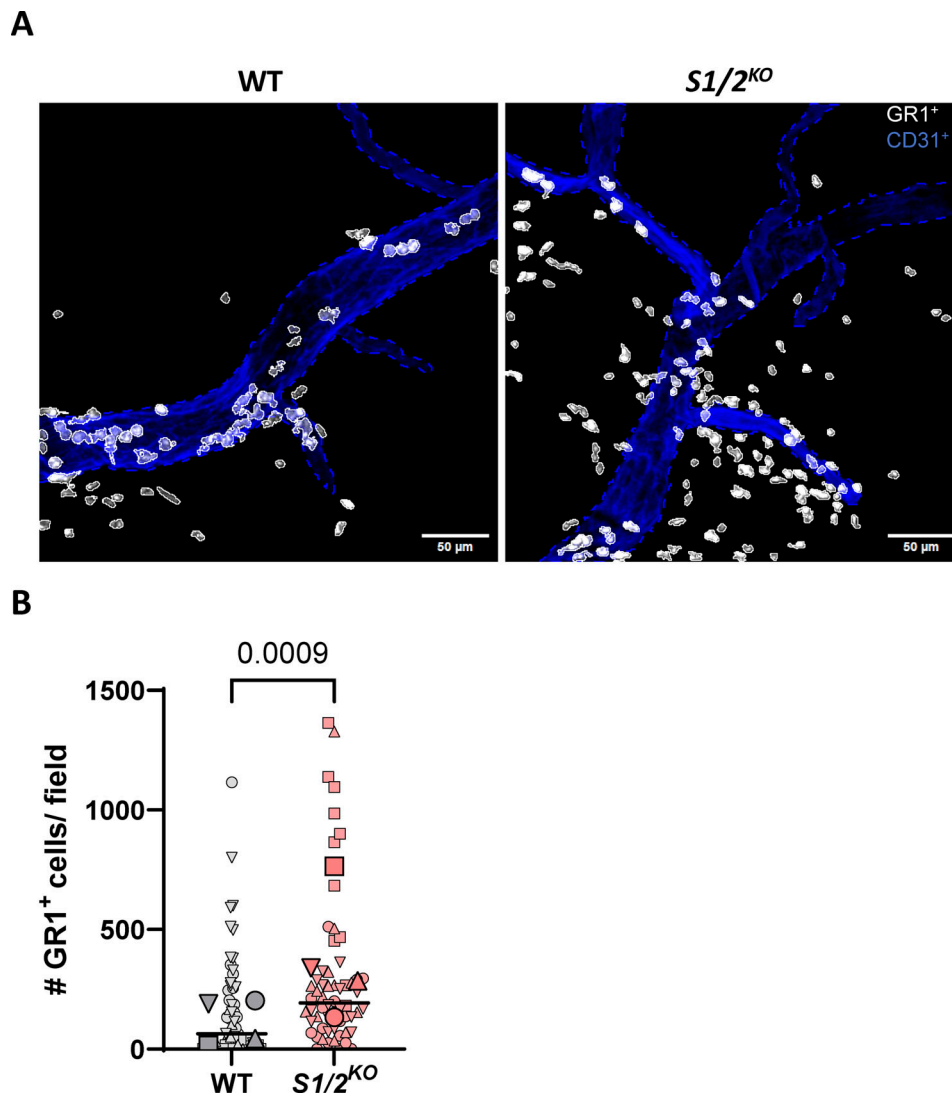 A
WT
S1/2ᴷᴼ
GR1⁺
CD31⁺
50 µm
50 µm
B
0.0009
# GR1⁺ cells/ field
1500
1000
500
0
WT
S1/2ᴷᴼ